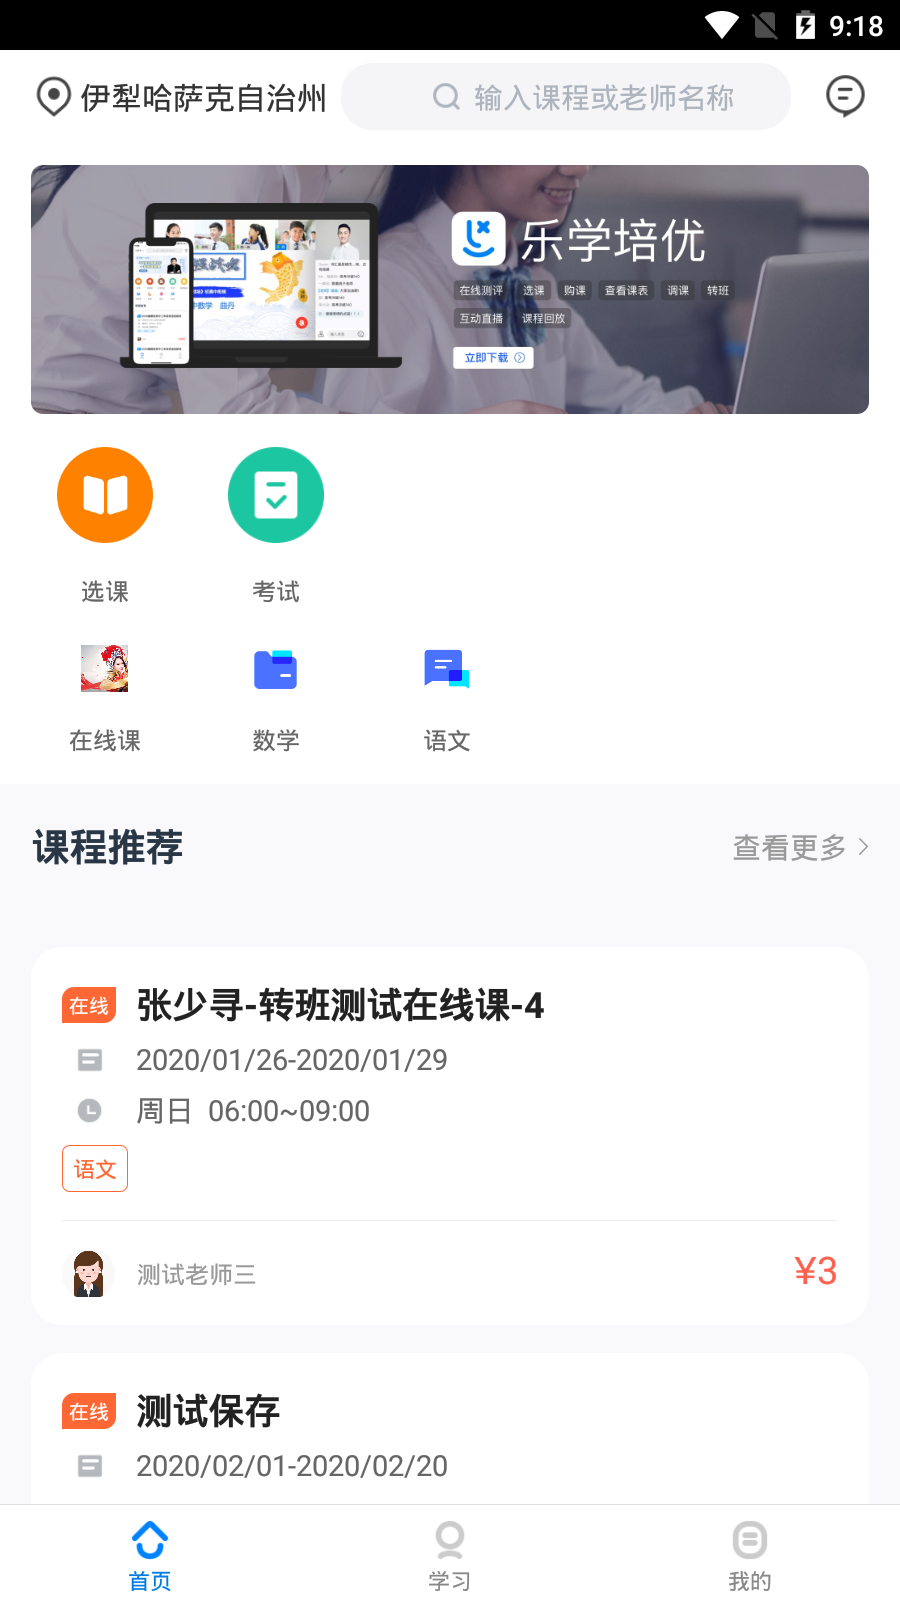 9:18
伊犁哈萨克自治州
输入课程或老师名称
乐学培优
在线测评 选课 购课 查看课表 调课 转班
互动直播 课程回放
立即下载
选课
考试
在线课
数学
语文
课程推荐
查看更多
在线 张少寻-转班测试在线课-4
2020/01/26-2020/01/29
周日 06:00~09:00
语文
测试老师三
¥3
在线 测试保存
2020/02/01-2020/02/20
首页
学习
我的